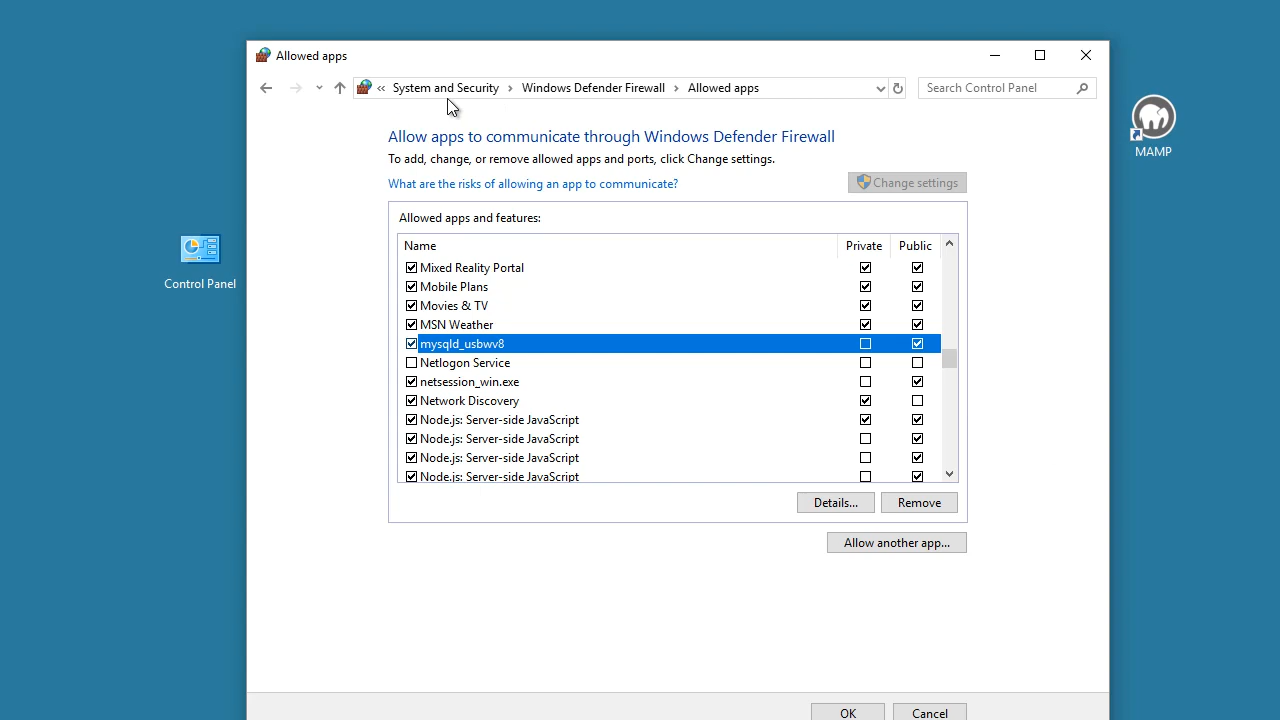 Allowed apps
« System and Security > Windows Defender Firewall > Allowed apps
Search Control Panel
MAMP
Control Panel
Allow apps to communicate through Windows Defender Firewall
To add, change, or remove allowed apps and ports, click Change settings.
What are the risks of allowing an app to communicate?
Change settings
Allowed apps and features:
Name Private Public
Mixed Reality Portal
Mobile Plans
Movies & TV
MSN Weather
mysqld_usbwv8
Netlogon Service
netsession_win.exe
Network Discovery
Node.js: Server-side JavaScript
Node.js: Server-side JavaScript
Node.js: Server-side JavaScript
Node.js: Server-side JavaScript
Details... Remove
Allow another app...
OK Cancel